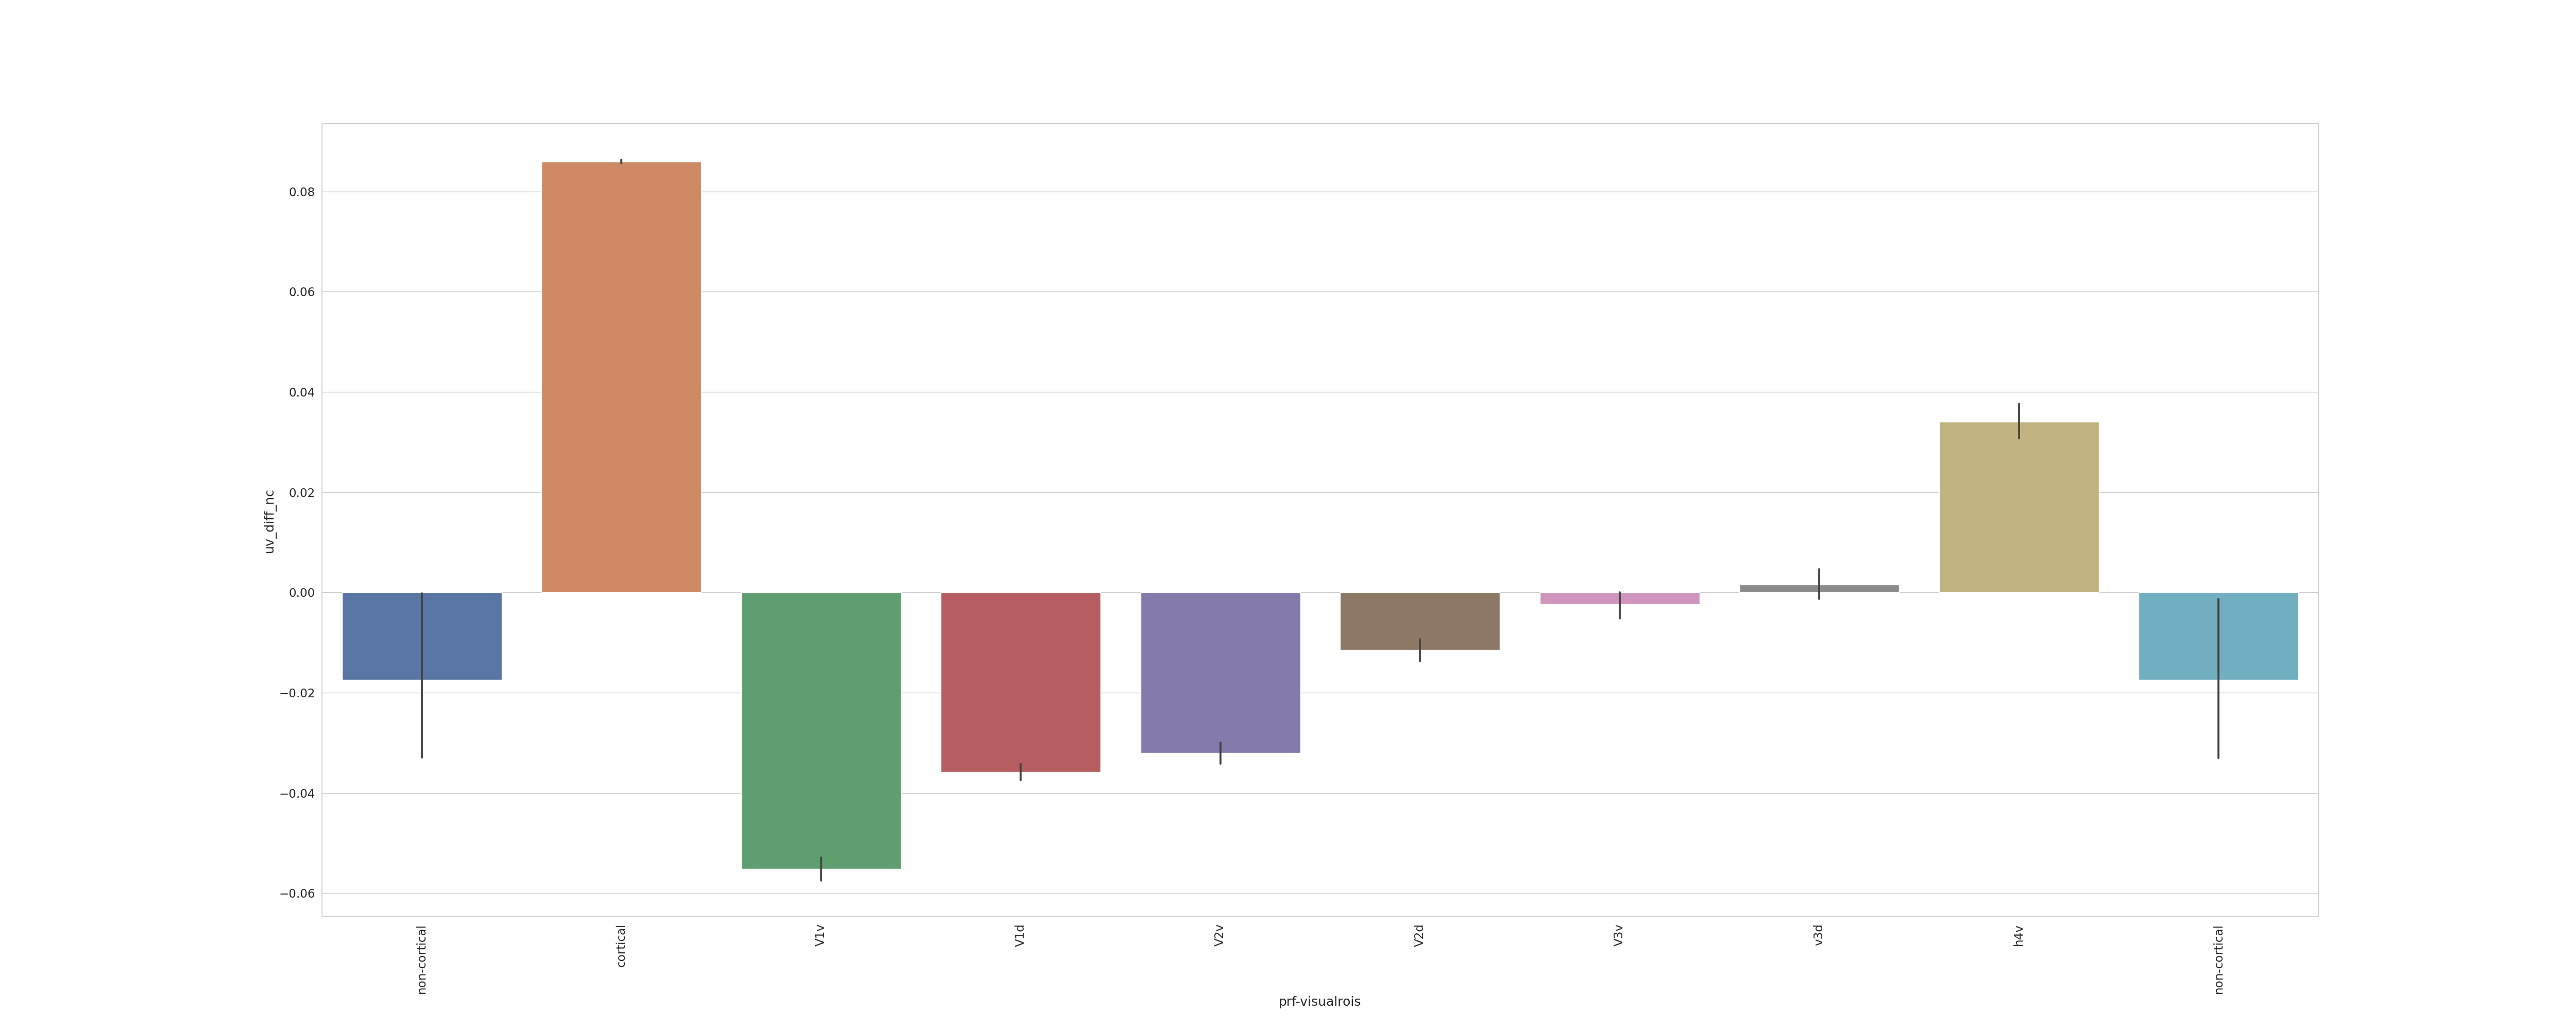 0.08
0.06
0.04
0.02
0.00
−0.02
−0.04
−0.06
uv_diff_nc
non-cortical
cortical
V1v
V1d
V2v
V2d
V3v
v3d
h4v
non-cortical
prf-visualrois